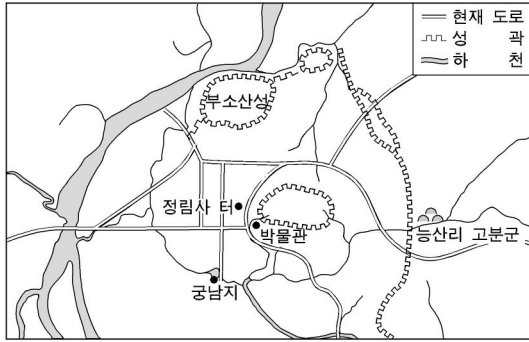 현재 도로
성 곽
하 천
부소산성
정림사 터
박물관
능산리 고분군
궁남지